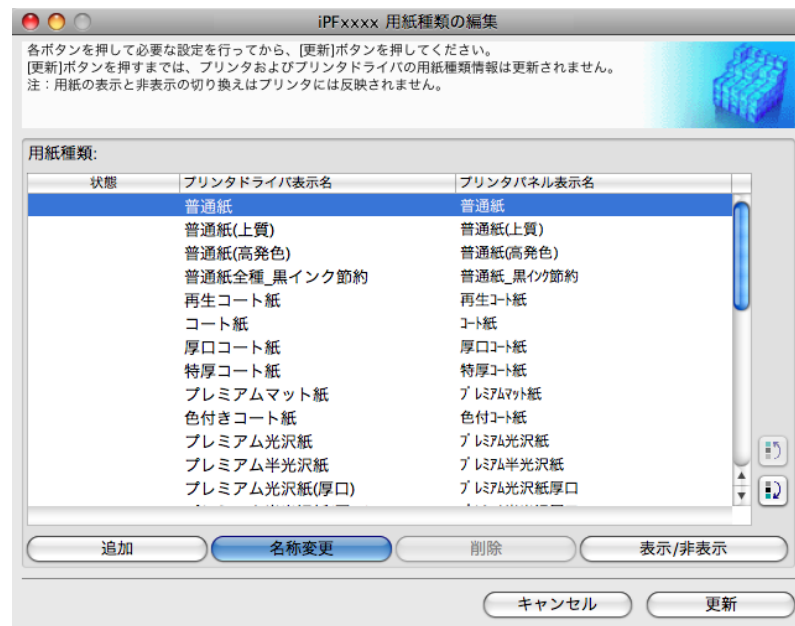 iPFxxxx 用紙種類の編集
各ボタンを押して必要な設定を行ってから、[更新]ボタンを押してください。
[更新]ボタンを押すまでは、プリンタおよびプリンタドライバの用紙種類情報は更新されません。
注：用紙の表示と非表示の切り換えはプリンタには反映されません。
用紙種類:
状態 プリンタドライバ表示名 プリンタパネル表示名
普通紙 普通紙
普通紙(上質) 普通紙(上質)
普通紙(高発色) 普通紙(高発色)
普通紙全種_黒インク節約 普通紙_黒ｲﾝｸ節約
再生コート紙 再生ｺｰﾄ紙
コート紙 ｺｰﾄ紙
厚口コート紙 厚口ｺｰﾄ紙
特厚コート紙 特厚ｺｰﾄ紙
プレミアムマット紙 ﾌﾟﾚﾐｱﾑﾏｯﾄ紙
色付きコート紙 色付ｺｰﾄ紙
プレミアム光沢紙 ﾌﾟﾚﾐｱﾑ光沢紙
プレミアム半光沢紙 ﾌﾟﾚﾐｱﾑ半光沢紙
プレミアム光沢紙(厚口) ﾌﾟﾚﾐｱﾑ光沢紙厚口
追加 名称変更 削除 表示/非表示
キャンセル 更新